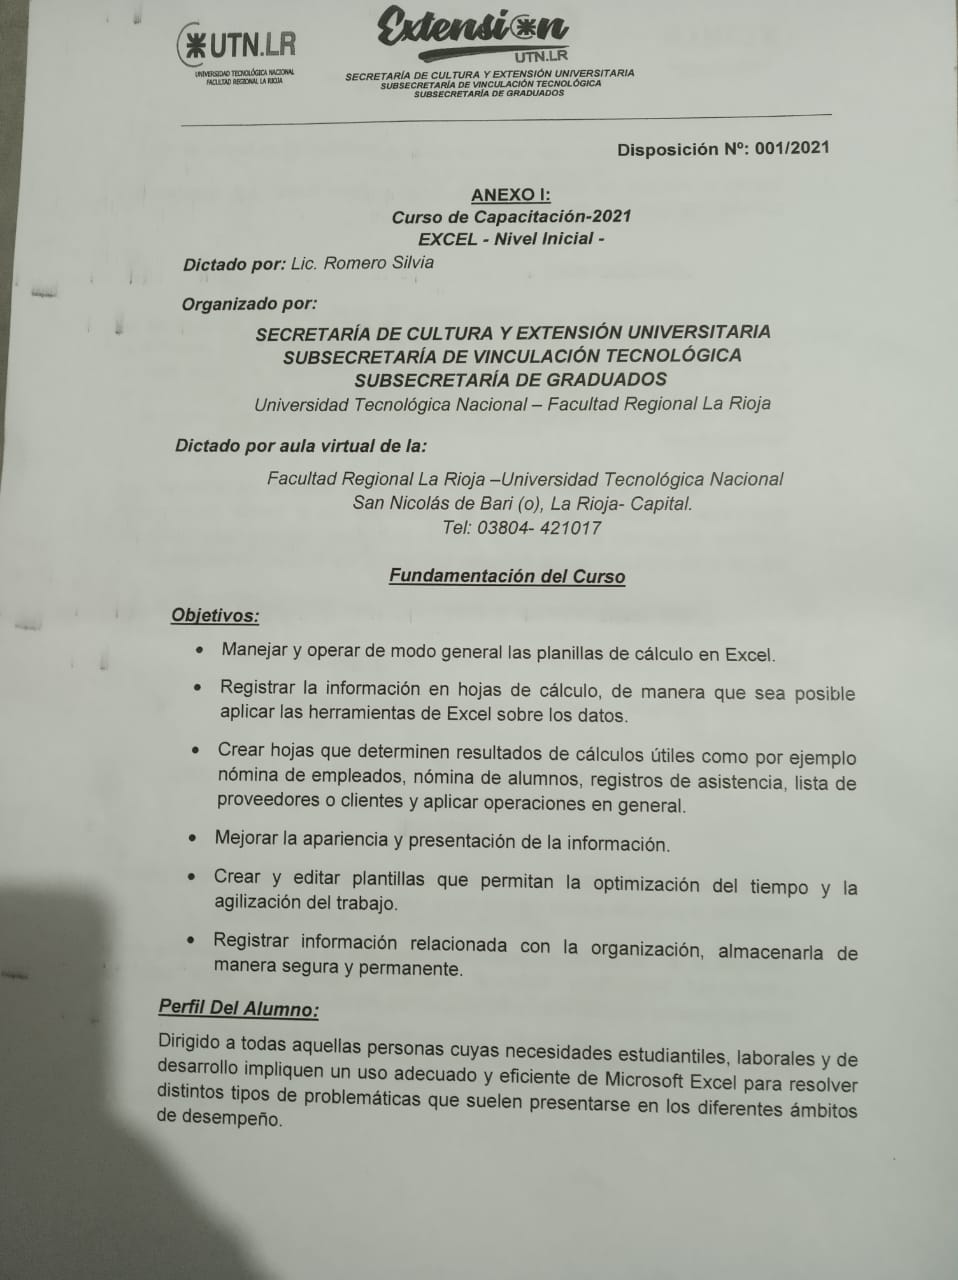 UTN.LR
UNIVERSIDAD TECNOLÓGICA NACIONAL
FACULTAD REGIONAL LA RIOJA
Extensión
UTN.LR
SECRETARÍA DE CULTURA Y EXTENSIÓN UNIVERSITARIA
SUBSECRETARÍA DE VINCULACIÓN TECNOLÓGICA
SUBSECRETARÍA DE GRADUADOS
Disposición Nº: 001/2021
ANEXO I:
Curso de Capacitación-2021
EXCEL - Nivel Inicial -
Dictado por: Lic. Romero Silvia
Organizado por:
SECRETARÍA DE CULTURA Y EXTENSIÓN UNIVERSITARIA
SUBSECRETARÍA DE VINCULACIÓN TECNOLÓGICA
SUBSECRETARÍA DE GRADUADOS
Universidad Tecnológica Nacional – Facultad Regional La Rioja
Dictado por aula virtual de la:
Facultad Regional La Rioja –Universidad Tecnológica Nacional
San Nicolás de Bari (o), La Rioja- Capital.
Tel: 03804- 421017
Fundamentación del Curso
Objetivos:
• Manejar y operar de modo general las planillas de cálculo en Excel.
• Registrar la información en hojas de cálculo, de manera que sea posible
aplicar las herramientas de Excel sobre los datos.
• Crear hojas que determinen resultados de cálculos útiles como por ejemplo
nómina de empleados, nómina de alumnos, registros de asistencia, lista de
proveedores o clientes y aplicar operaciones en general.
• Mejorar la apariencia y presentación de la información.
• Crear y editar plantillas que permitan la optimización del tiempo y la
agilización del trabajo.
• Registrar información relacionada con la organización, almacenarla de
manera segura y permanente.
Perfil Del Alumno:
Dirigido a todas aquellas personas cuyas necesidades estudiantiles, laborales y de
desarrollo impliquen un uso adecuado y eficiente de Microsoft Excel para resolver
distintos tipos de problemáticas que suelen presentarse en los diferentes ámbitos
de desempeño.